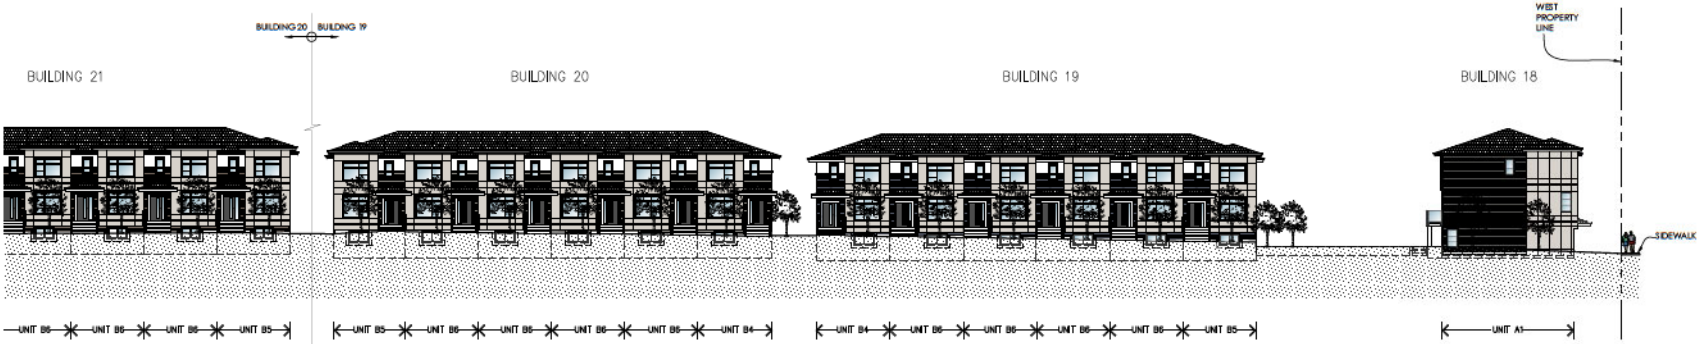 WEST
PROPERTY
LINE
BUILDING 20 BUILDING 19
BUILDING 21
BUILDING 20
BUILDING 19
BUILDING 18
SIDEWALK
UNIT B6 UNIT B6 UNIT B6 UNIT B5
UNIT B5 UNIT B6 UNIT B6 UNIT B6 UNIT B6 UNIT B4
UNIT B4 UNIT B6 UNIT B6 UNIT B6 UNIT B6 UNIT B5
UNIT A1